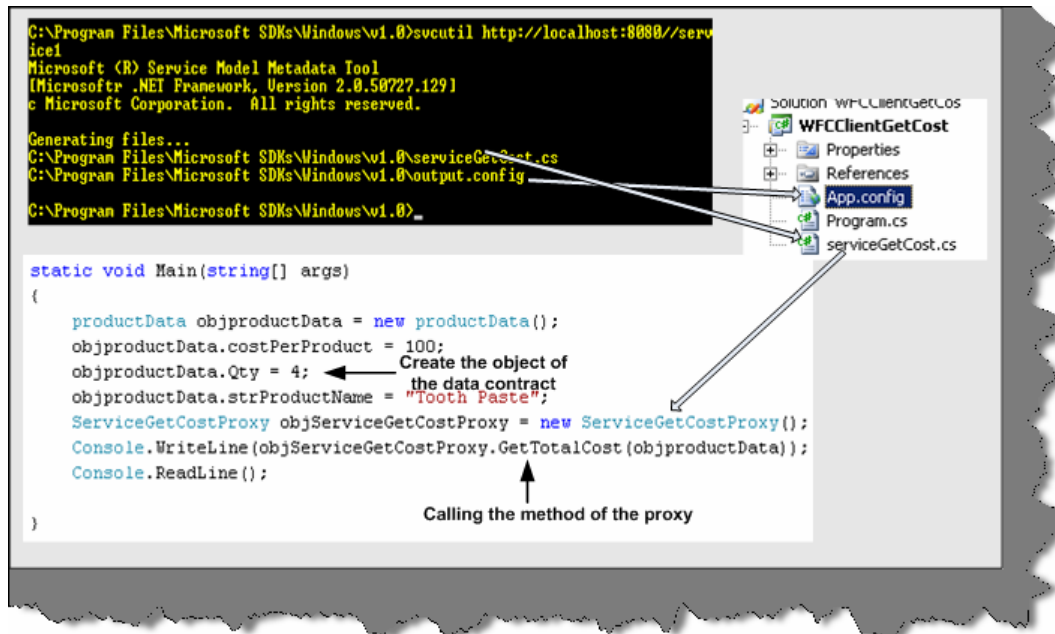 C:\Program Files\Microsoft SDKs\Windows\v1.0>svcutil http://localhost:8080//serv
ice1
Microsoft (R) Service Model Metadata Tool
[Microsoftr .NET Framework, Version 2.0.50727.129]
c Microsoft Corporation.  All rights reserved.
Generating files...
C:\Program Files\Microsoft SDKs\Windows\v1.0\serviceGetCost.cs
C:\Program Files\Microsoft SDKs\Windows\v1.0\output.config
C:\Program Files\Microsoft SDKs\Windows\v1.0>_
Solution 'WFCClientGetCos
WFCClientGetCost
Properties
References
App.config
Program.cs
serviceGetCost.cs
static void Main(string[] args)
{
productData objproductData = new productData();
objproductData.costPerProduct = 100;
objproductData.Qty = 4;
Create the object of
the data contract
objproductData.strProductName = "Tooth Paste";
ServiceGetCostProxy objServiceGetCostProxy = new ServiceGetCostProxy();
Console.WriteLine(objServiceGetCostProxy.GetTotalCost(objproductData));
Console.ReadLine();
Calling the method of the proxy
}